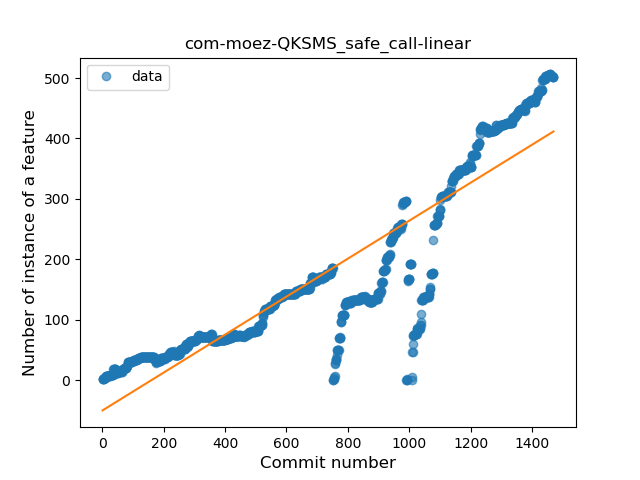 com-moez-QKSMS_safe_call-linear
data
Number of instance of a feature
500
400
300
200
100
0
0 200 400 600 800 1000 1200 1400
Commit number